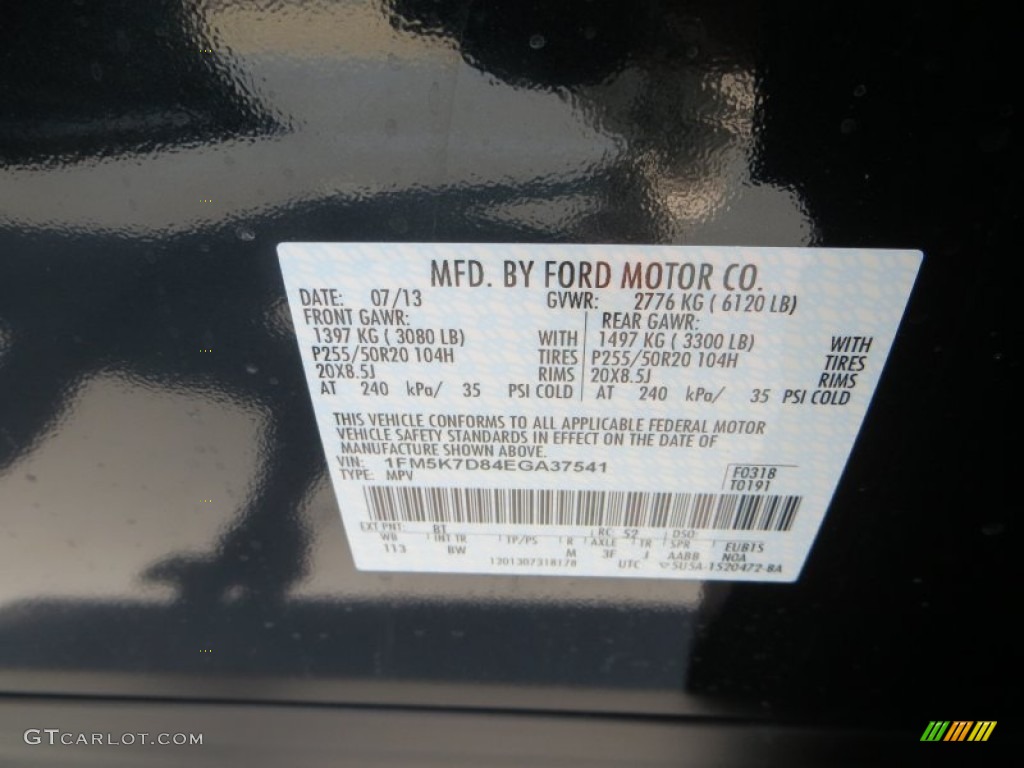 MFD. BY FORD MOTOR CO.
DATE: 07/13 GVWR: 2776 KG ( 6120 LB)
FRONT GAWR: REAR GAWR:
1397 KG ( 3080 LB) WITH 1497 KG ( 3300 LB) WITH
P255/50R20 104H TIRES P255/50R20 104H TIRES
20X8.5J RIMS 20X8.5J RIMS
AT 240 kPa/ 35 PSI COLD AT 240 kPa/ 35 PSI COLD
THIS VEHICLE CONFORMS TO ALL APPLICABLE FEDERAL MOTOR
VEHICLE SAFETY STANDARDS IN EFFECT ON THE DATE OF
MANUFACTURE SHOWN ABOVE.
VIN: 1FM5K7D84EGA37541 F0318
TYPE: MPV T0191
EXT PNT: RC: 52 DSO:
WB INT TR TP/PS R AXLE TR SPR EUBTS
113 BW M 3F J AABB NOA
1201307318178 UTC 5U5A-1520472-BA
GTCARLOT.COM